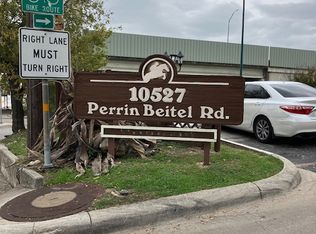 BIKE ROUTE
RIGHT LANE
MUST
TURN RIGHT
10527
Perrin Beitel Rd.